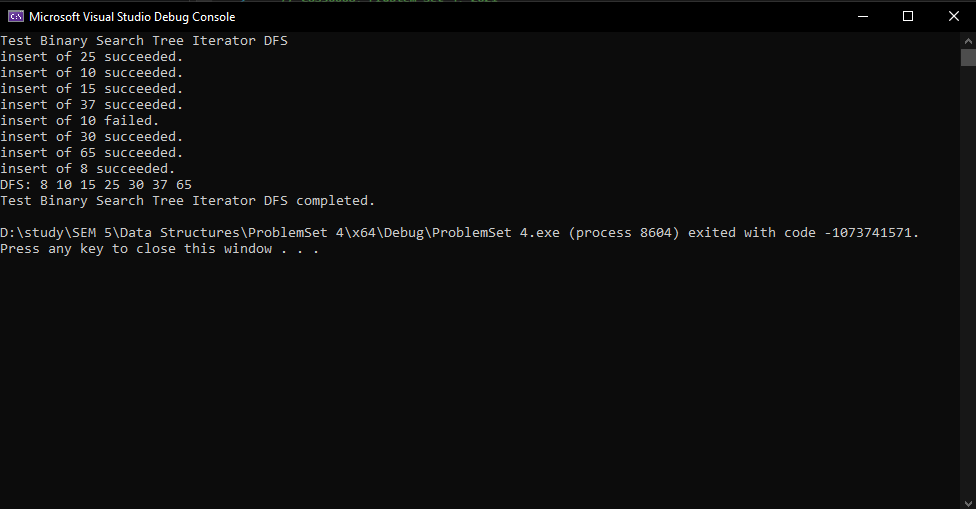 Microsoft Visual Studio Debug Console
Test Binary Search Tree Iterator DFS
insert of 25 succeeded.
insert of 10 succeeded.
insert of 15 succeeded.
insert of 37 succeeded.
insert of 10 failed.
insert of 30 succeeded.
insert of 65 succeeded.
insert of 8 succeeded.
DFS: 8 10 15 25 30 37 65
Test Binary Search Tree Iterator DFS completed.
D:\study\SEM 5\Data Structures\ProblemSet 4\x64\Debug\ProblemSet 4.exe (process 8604) exited with code -1073741571.
Press any key to close this window . . .